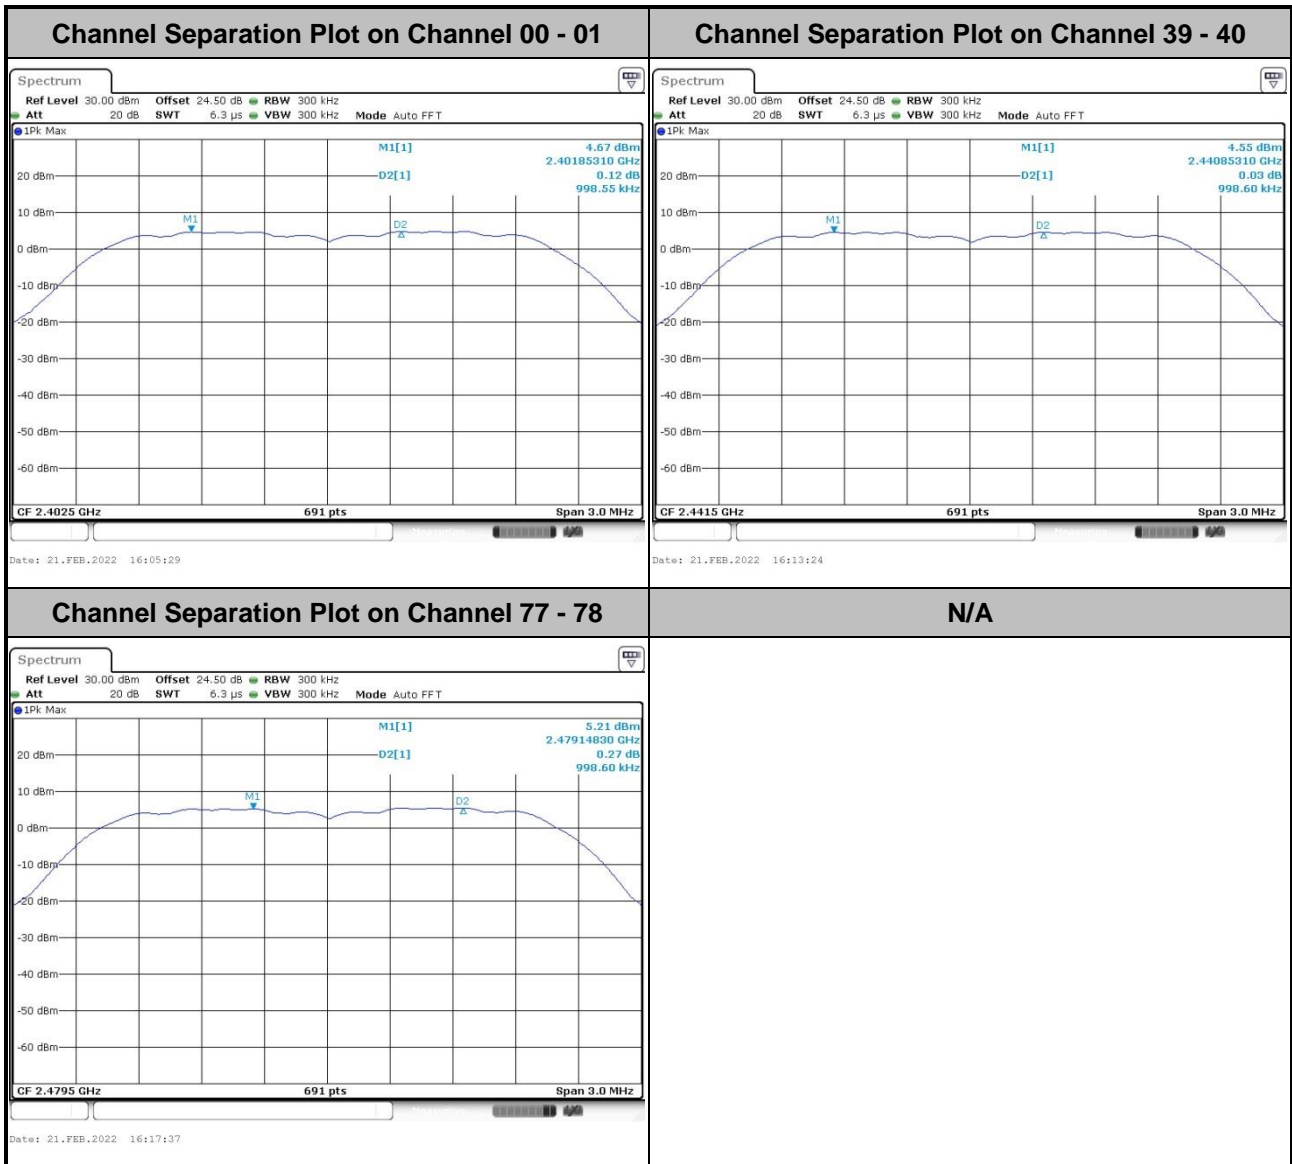 Channel Separation Plot on Channel 00 - 01
Spectrum
Ref Level 30.00 dBm Offset 24.50 dB RBW 300 kHz
Att 20 dB SWT 6.3 µs VBW 300 kHz Mode Auto FFT
1Pk Max
M1[1] 4.67 dBm
2.40185310 GHz
D2[1] 0.12 dB
998.55 kHz
20 dBm
10 dBm
M1
D2
0 dBm
-10 dBm
-20 dBm
-30 dBm
-40 dBm
-50 dBm
-60 dBm
CF 2.4025 GHz 691 pts Span 3.0 MHz
Date: 21.FEB.2022 16:05:29
Channel Separation Plot on Channel 39 - 40
Spectrum
Ref Level 30.00 dBm Offset 24.50 dB RBW 300 kHz
Att 20 dB SWT 6.3 µs VBW 300 kHz Mode Auto FFT
1Pk Max
M1[1] 4.55 dBm
2.44085310 GHz
D2[1] 0.03 dB
998.60 kHz
20 dBm
10 dBm
M1
D2
0 dBm
-10 dBm
-20 dBm
-30 dBm
-40 dBm
-50 dBm
-60 dBm
CF 2.4415 GHz 691 pts Span 3.0 MHz
Date: 21.FEB.2022 16:13:24
Channel Separation Plot on Channel 77 - 78
Spectrum
Ref Level 30.00 dBm Offset 24.50 dB RBW 300 kHz
Att 20 dB SWT 6.3 µs VBW 300 kHz Mode Auto FFT
1Pk Max
M1[1] 5.21 dBm
2.47914830 GHz
D2[1] 0.27 dB
998.60 kHz
20 dBm
10 dBm
M1
D2
0 dBm
-10 dBm
-20 dBm
-30 dBm
-40 dBm
-50 dBm
-60 dBm
CF 2.4795 GHz 691 pts Span 3.0 MHz
Date: 21.FEB.2022 16:17:37
N/A